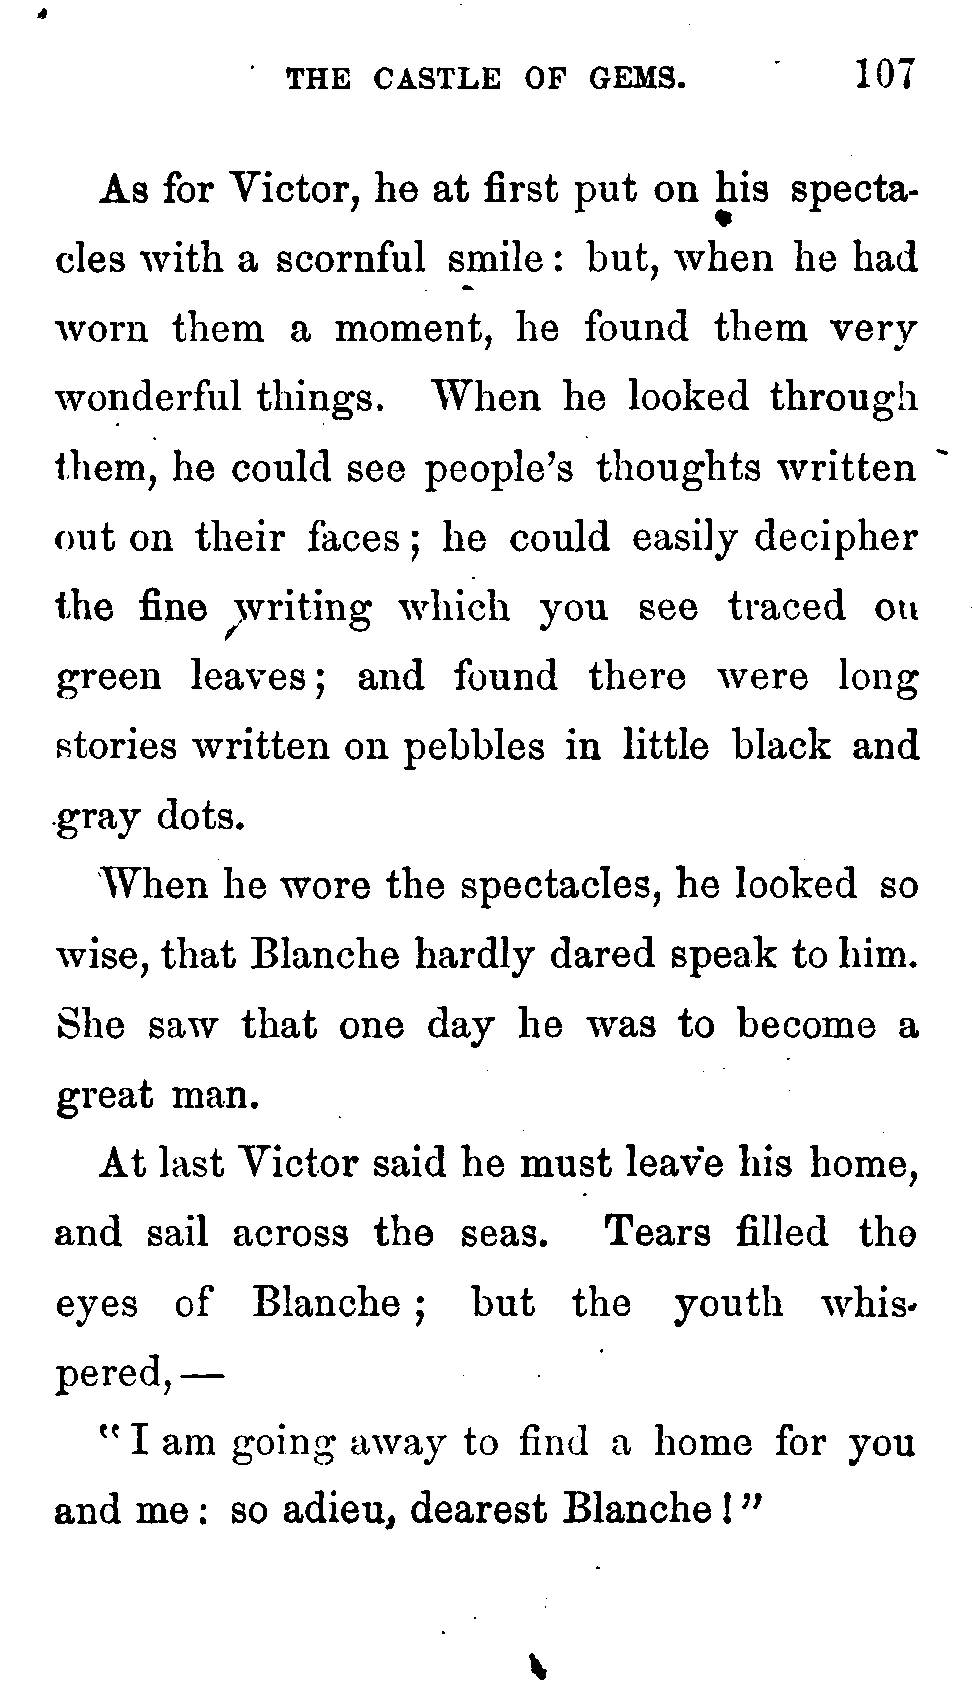 THE CASTLE OF GEMS. 107
As for Victor, he at first put on his specta-
cles with a scornful smile: but, when he had
worn them a moment, he found them very
wonderful things. When he looked through
them, he could see people's thoughts written
out on their faces; he could easily decipher
the fine writing which you see traced on
green leaves; and found there were long
stories written on pebbles in little black and
gray dots.
When he wore the spectacles, he looked so
wise, that Blanche hardly dared speak to him.
She saw that one day he was to become a
great man.
At last Victor said he must leave his home,
and sail across the seas. Tears filled the
eyes of Blanche; but the youth whis-
pered,—
"I am going away to find a home for you
and me: so adieu, dearest Blanche!"